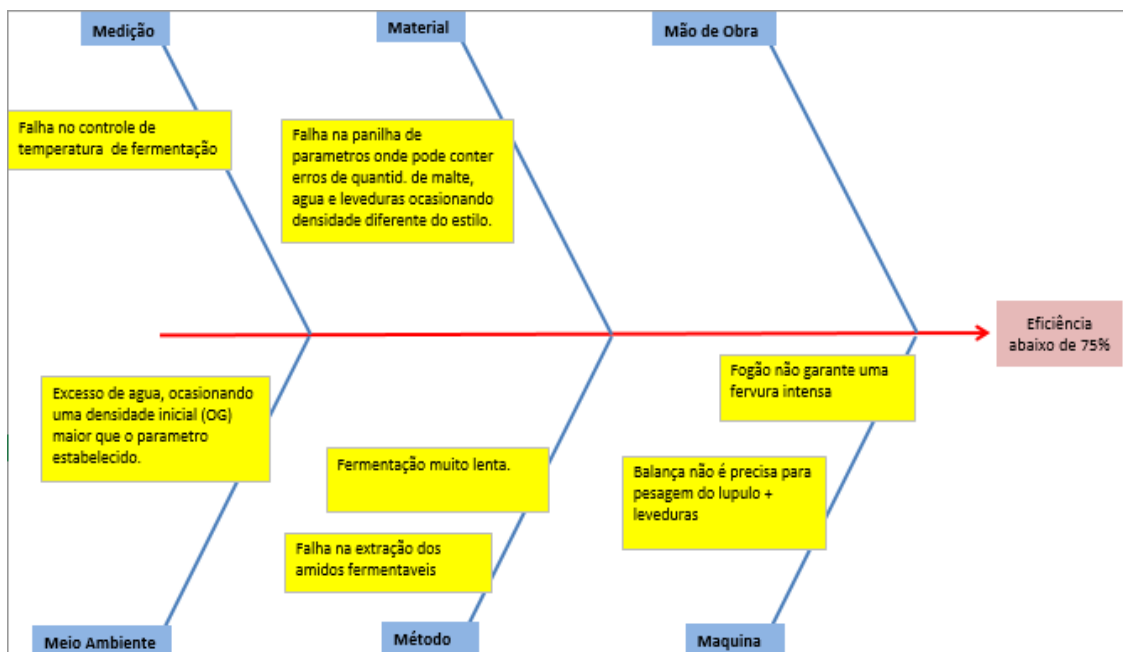 Medição
Material
Mão de Obra
Falha no controle de
temperatura  de fermentação
Falha na panilha de
parametros onde pode conter
erros de quantid. de malte,
agua e leveduras ocasionando
densidade diferente do estilo.
Eficiência
abaixo de 75%
Excesso de agua, ocasionando
uma densidade inicial (OG)
maior que o parametro
estabelecido.
Fermentação muito lenta.
Falha na extração dos
amidos fermentaveis
Fogão não garante uma
fervura intensa
Balança não é precisa para
pesagem do lupulo +
leveduras
Meio Ambiente
Método
Maquina